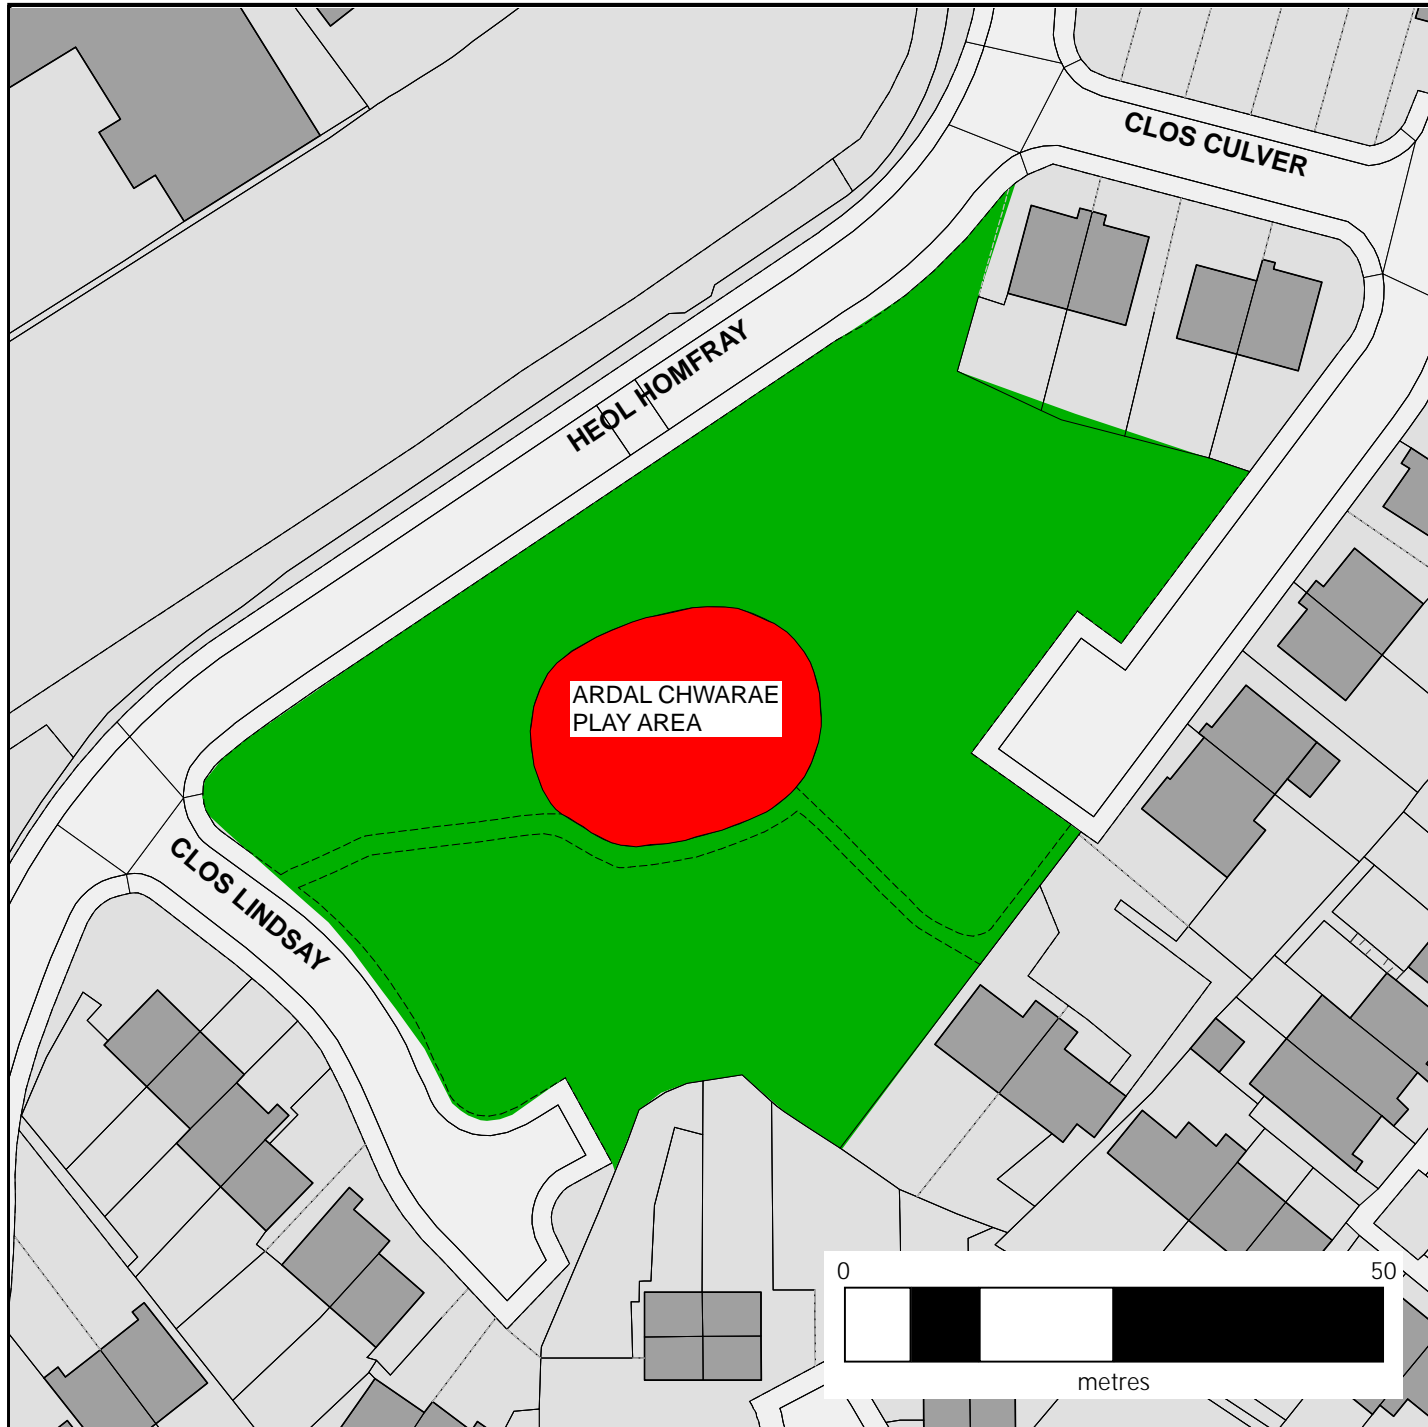 CLOS CULVER
HEOL HOMFRAY
ARDAL CHWARAE
PLAY AREA
CLOS LINDSAY
0 50
metres